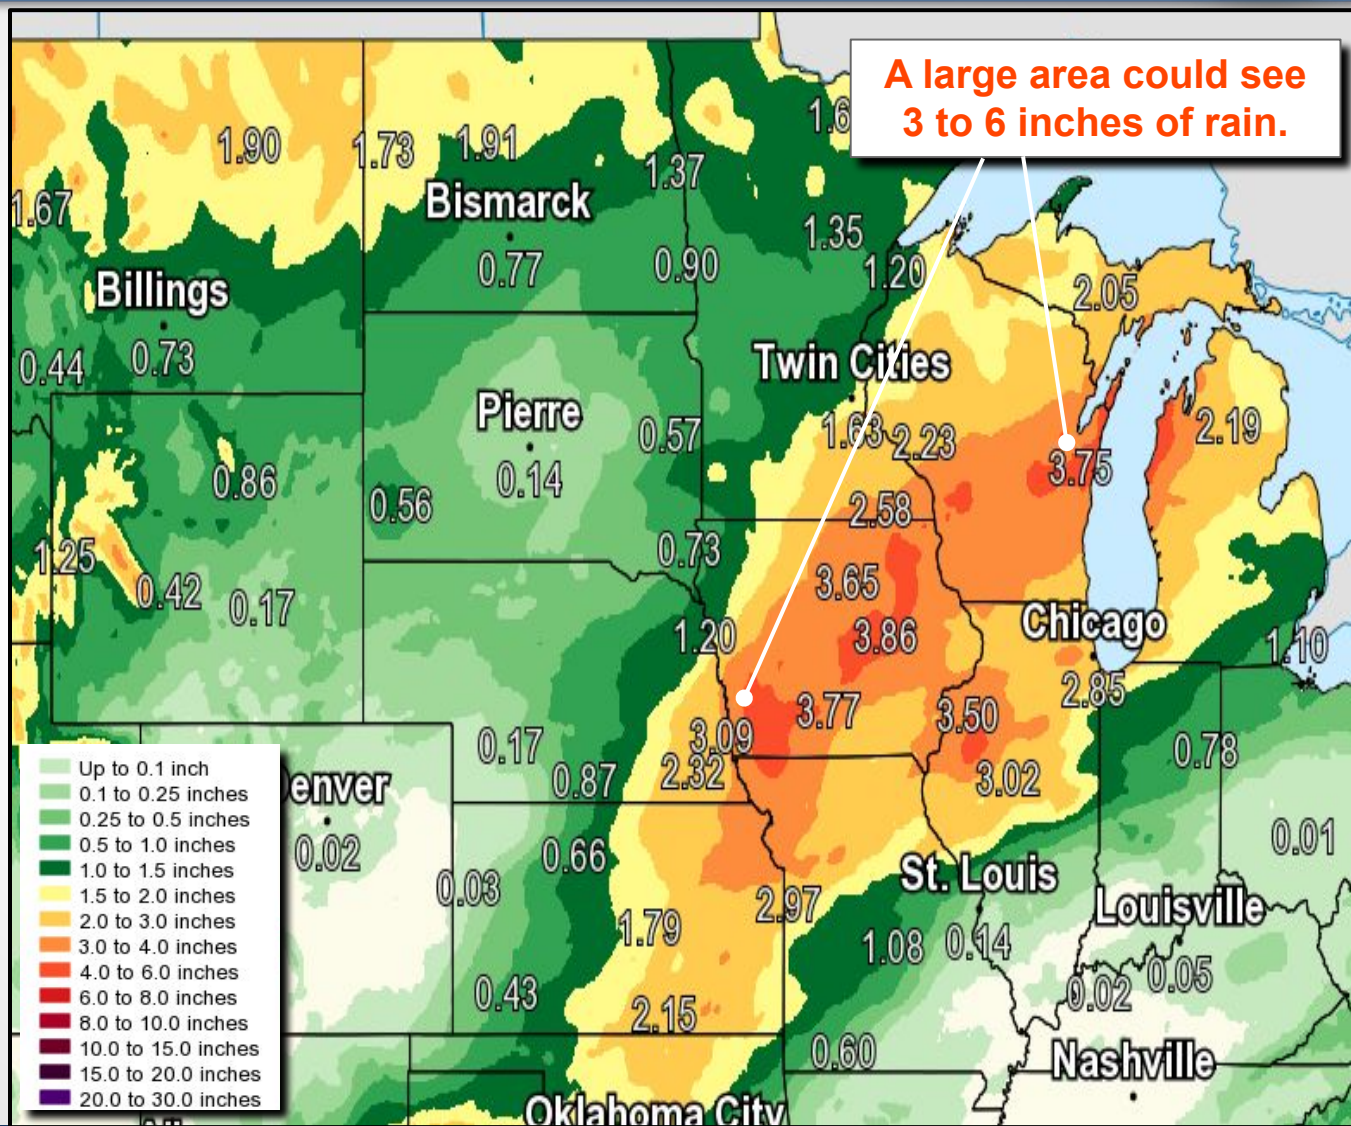 A large area could see
3 to 6 inches of rain.
1.90
1.73
1.91
1.6
1.37
1.67
Bismarck
1.35
0.77
0.90
1.20
Billings
2.05
0.44
0.73
Twin Cities
Pierre
0.57
1.63
2.23
2.19
0.86
0.14
3.75
0.56
2.58
1.25
0.73
0.42
0.17
3.65
1.20
3.86
Chicago
1.10
2.85
3.77
3.50
3.09
0.17
0.78
2.32
0.87
3.02
enver
0.02
0.66
0.01
0.03
St. Louis
2.97
Louisville
1.79
1.08
0.14
0.43
0.02
0.05
2.15
0.60
Nashville
Oklahoma City
Up to 0.1 inch
0.1 to 0.25 inches
0.25 to 0.5 inches
0.5 to 1.0 inches
1.0 to 1.5 inches
1.5 to 2.0 inches
2.0 to 3.0 inches
3.0 to 4.0 inches
4.0 to 6.0 inches
6.0 to 8.0 inches
8.0 to 10.0 inches
10.0 to 15.0 inches
15.0 to 20.0 inches
20.0 to 30.0 inches